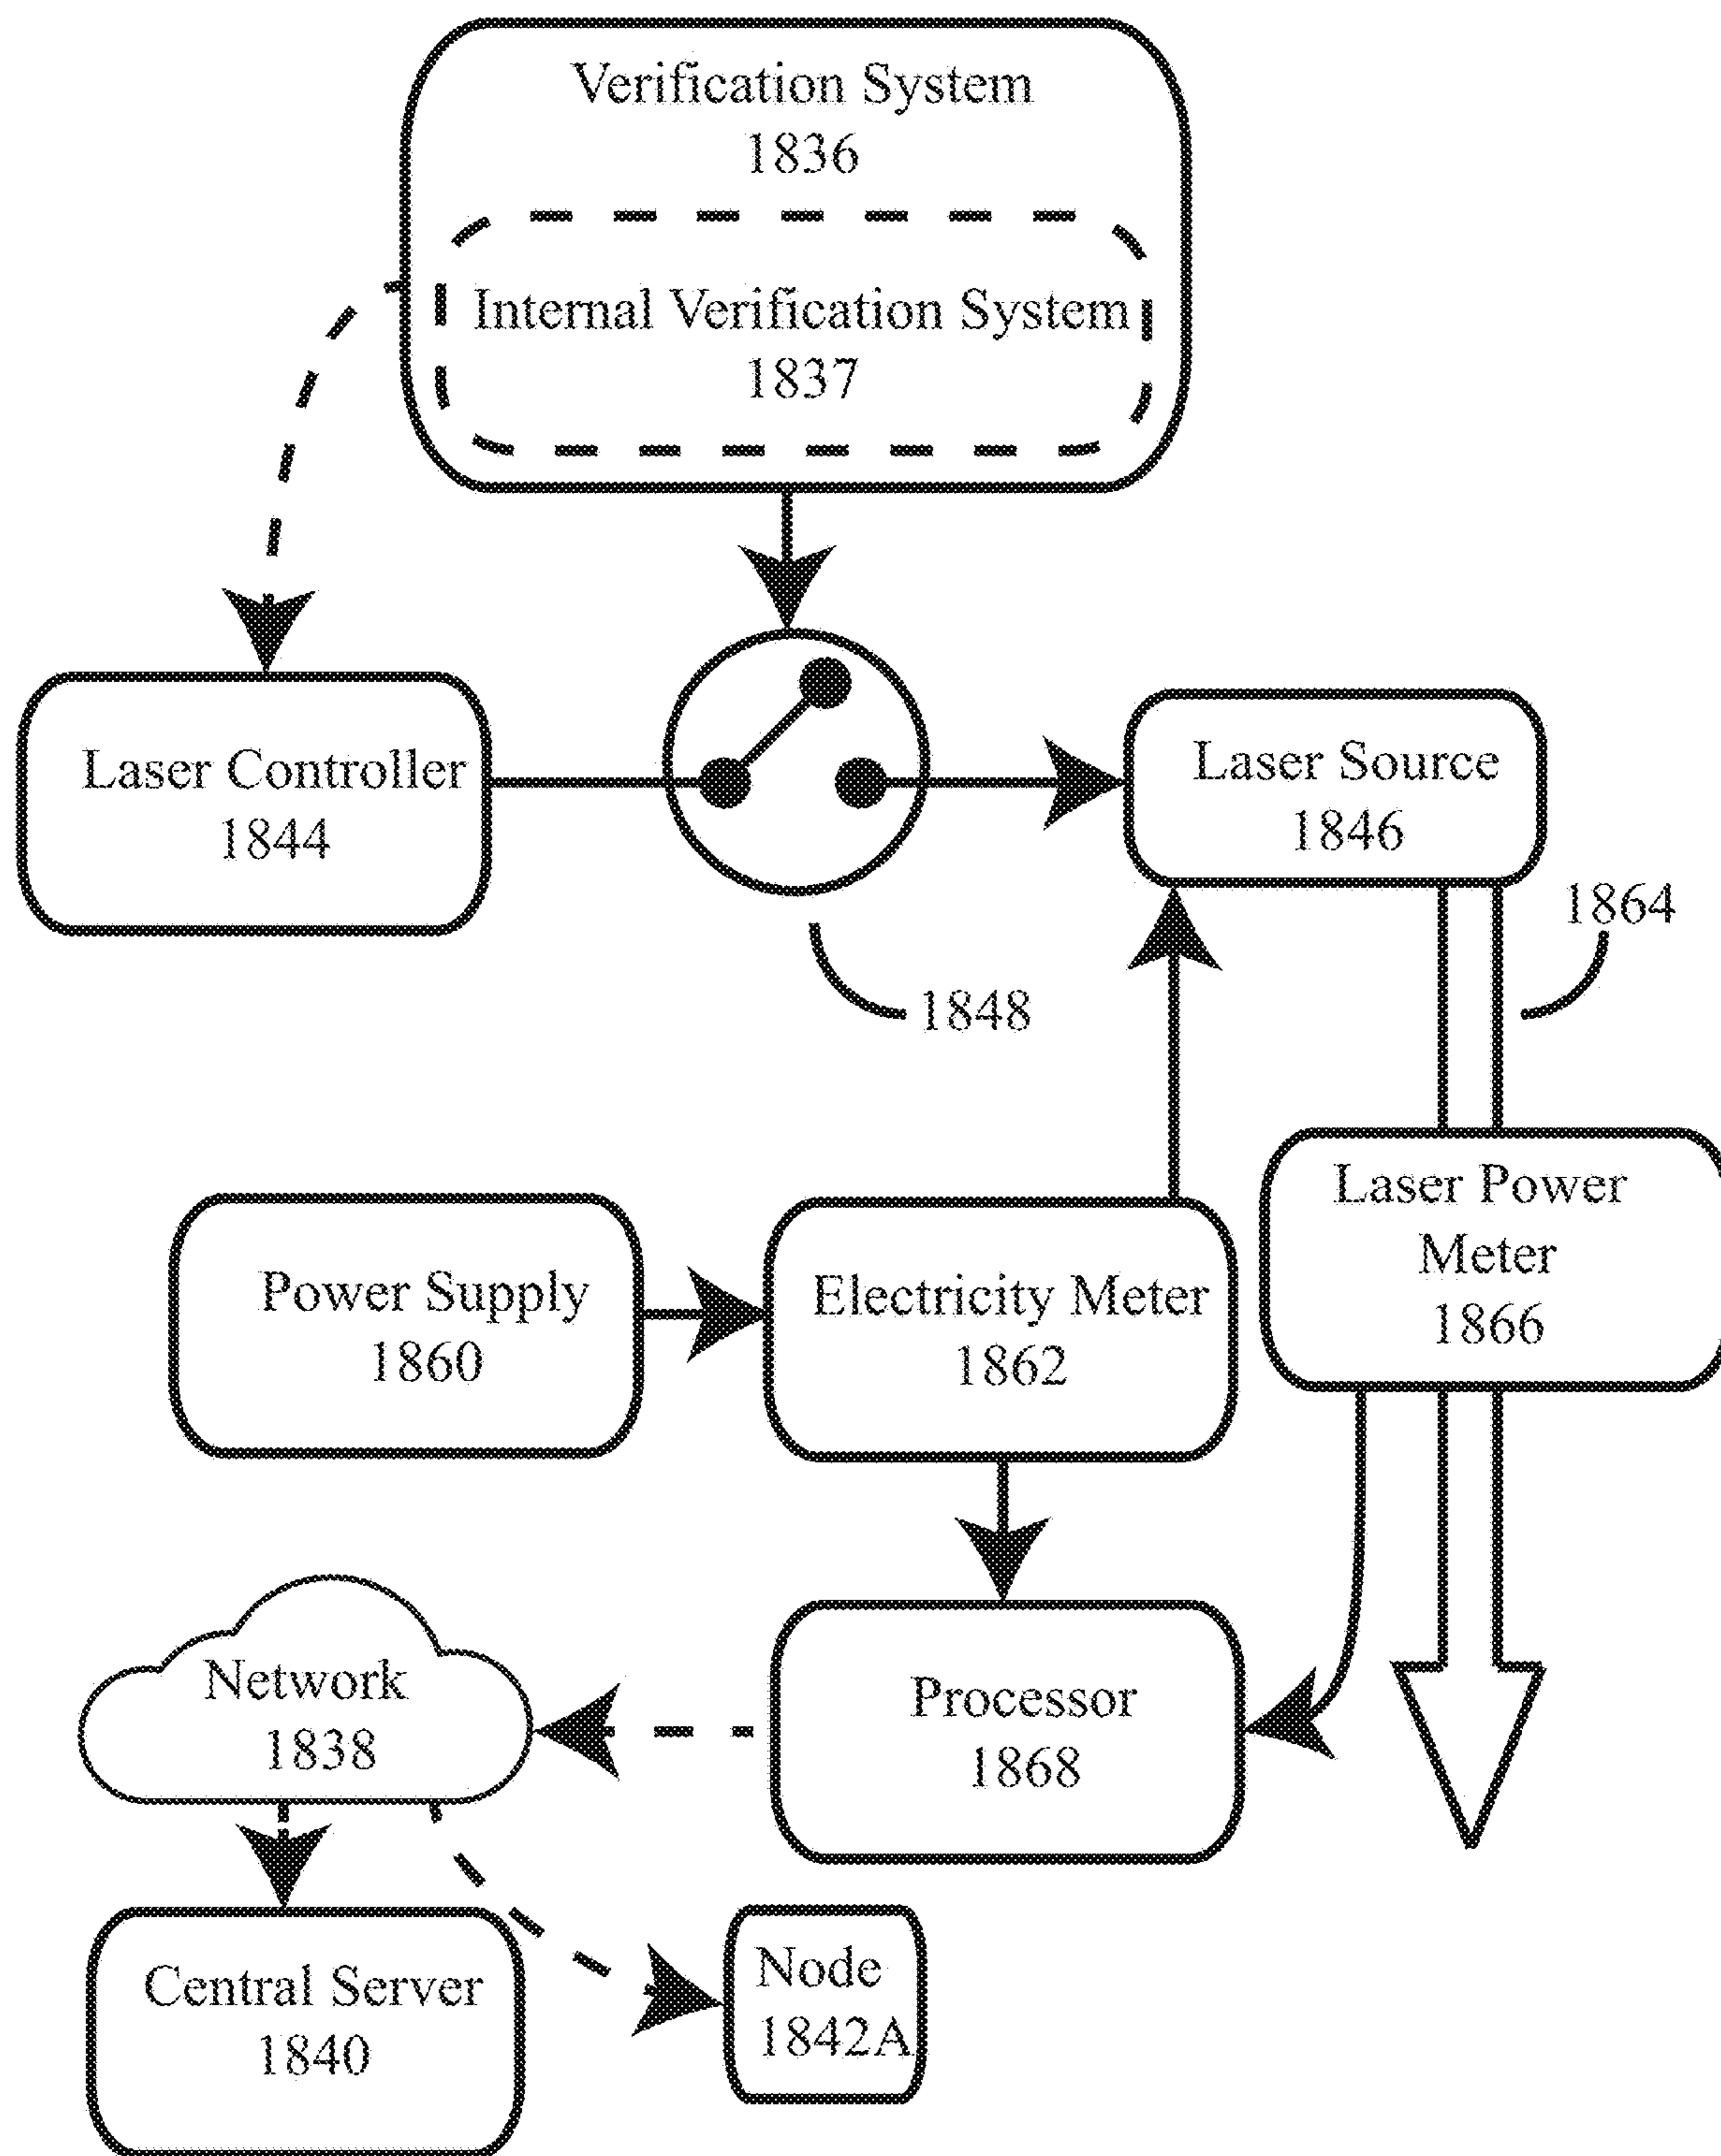 Verification System
1836
Internal Verification System
1837
Laser Controller
1844
Laser Source
1846
1864
1848
Laser Power
Meter
1866
Power Supply
1860
Electricity Meter
1862
Network
1838
Processor
1868
Central Server
1840
Node
1842A